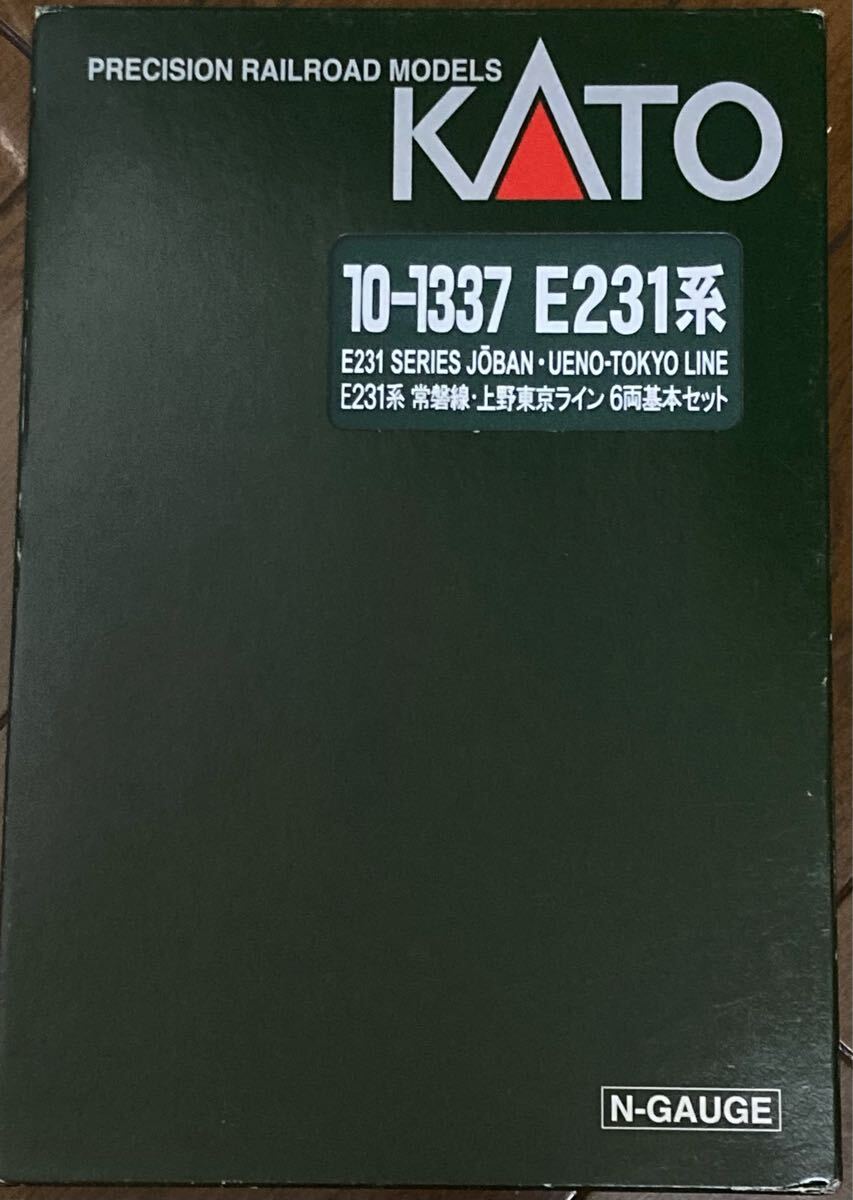 PRECISION RAILROAD MODELS
KATO
10-1337 E231系
E231 SERIES JŌBAN・UENO-TOKYO LINE
E231系 常磐線・上野東京ライン 6両基本セット
N-GAUGE